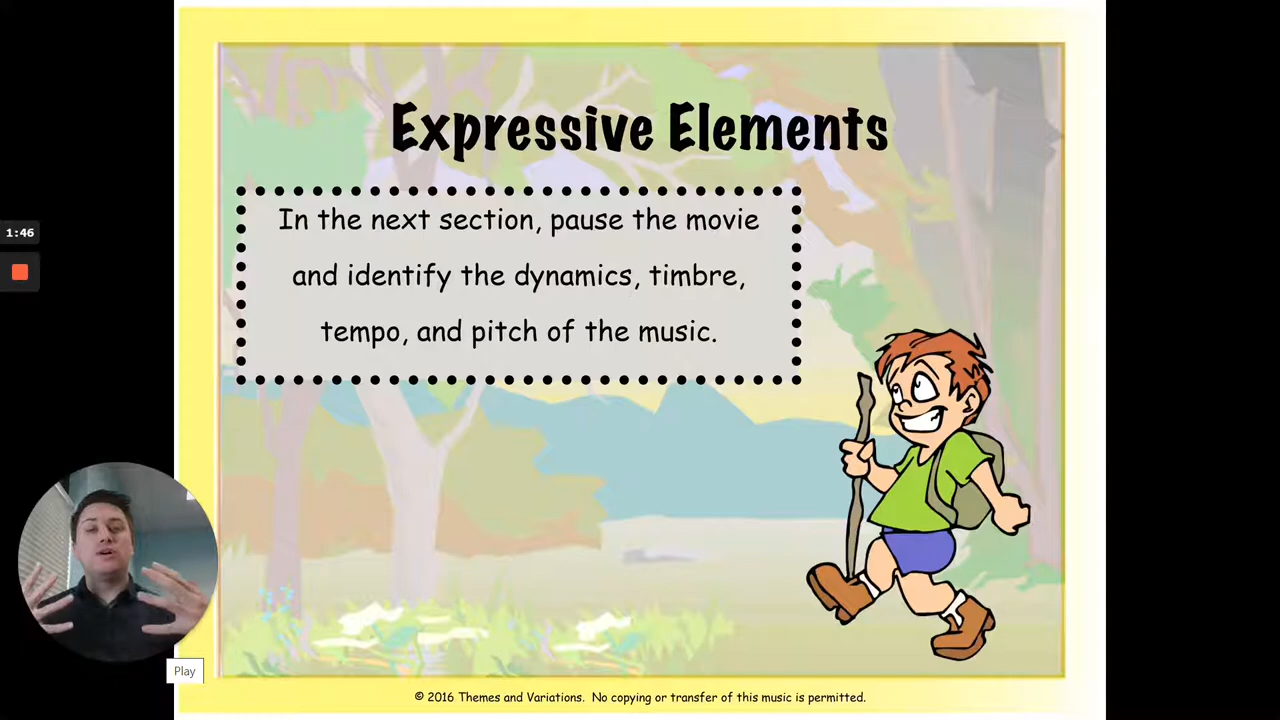 Expressive Elements
In the next section, pause the movie
and identify the dynamics, timbre,
tempo, and pitch of the music.
1:46
Play
© 2016 Themes and Variations. No copying or transfer of this music is permitted.